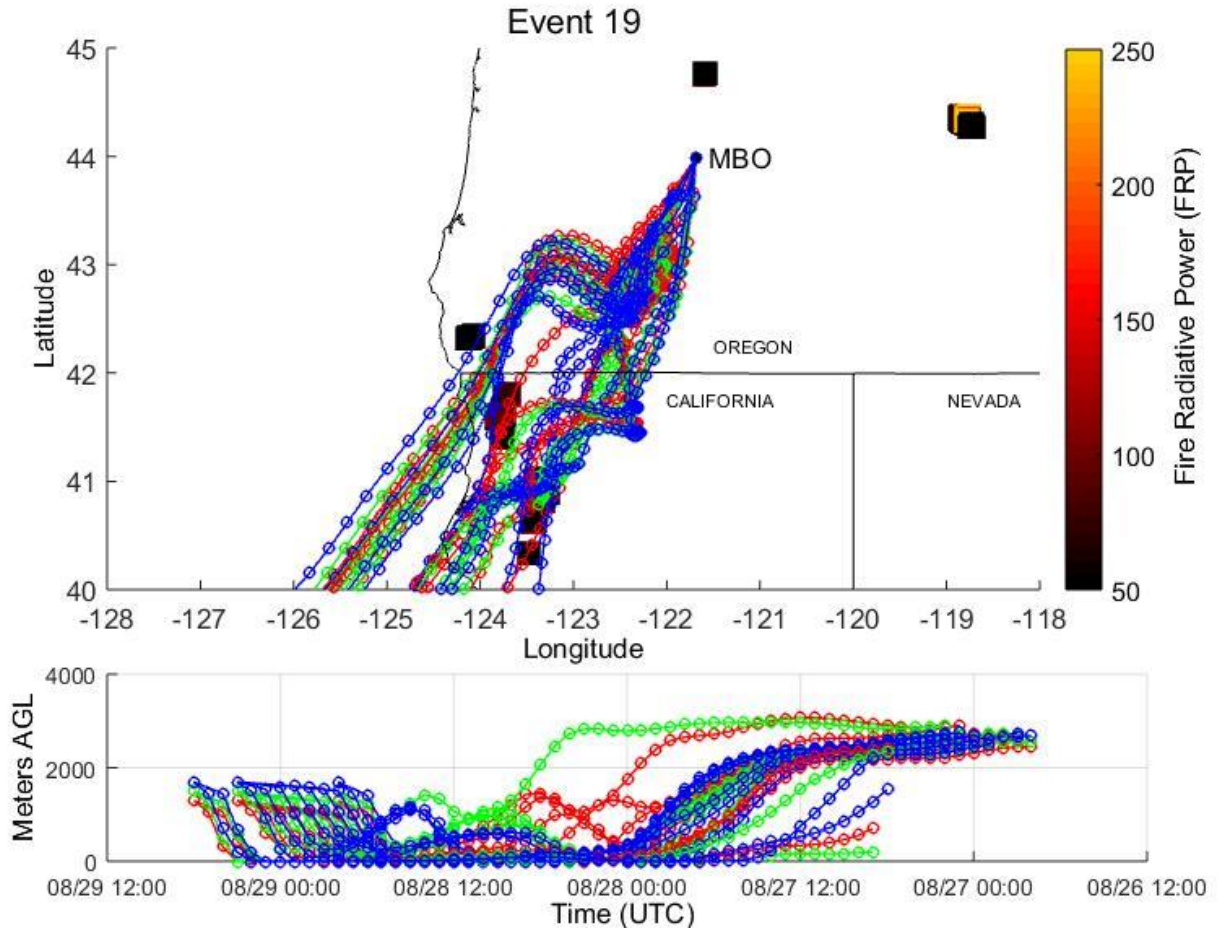 Event 19
45
44
43
42
41
40
Latitude
MBO
OREGON
CALIFORNIA
NEVADA
-128 -127 -126 -125 -124 -123 -122 -121 -120 -119 -118
Longitude
250
200
150
100
50
Fire Radiative Power (FRP)
4000
2000
0
Meters AGL
08/29 12:00 08/29 00:00 08/28 12:00 08/28 00:00 08/27 12:00 08/27 00:00 08/26 12:00
Time (UTC)